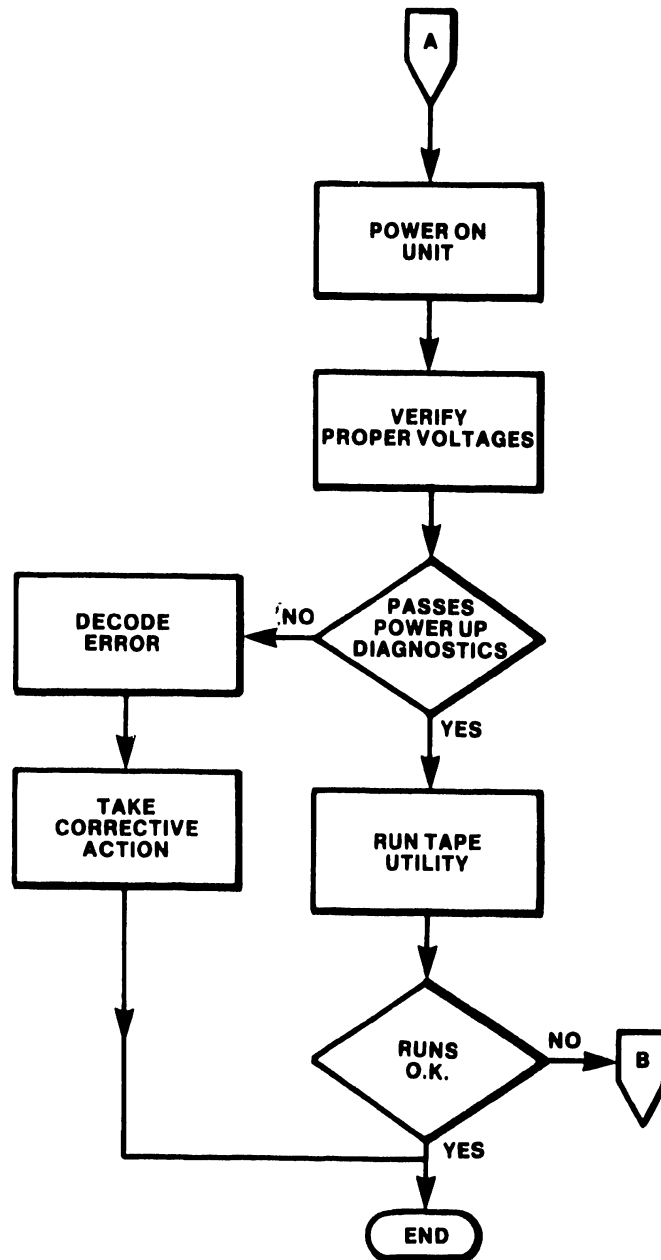 A
POWER ON
UNIT
VERIFY
PROPER VOLTAGES
PASSES
POWER UP
DIAGNOSTICS
NO
DECODE
ERROR
YES
TAKE
CORRECTIVE
ACTION
RUN TAPE
UTILITY
RUNS
O.K.
NO
B
YES
END